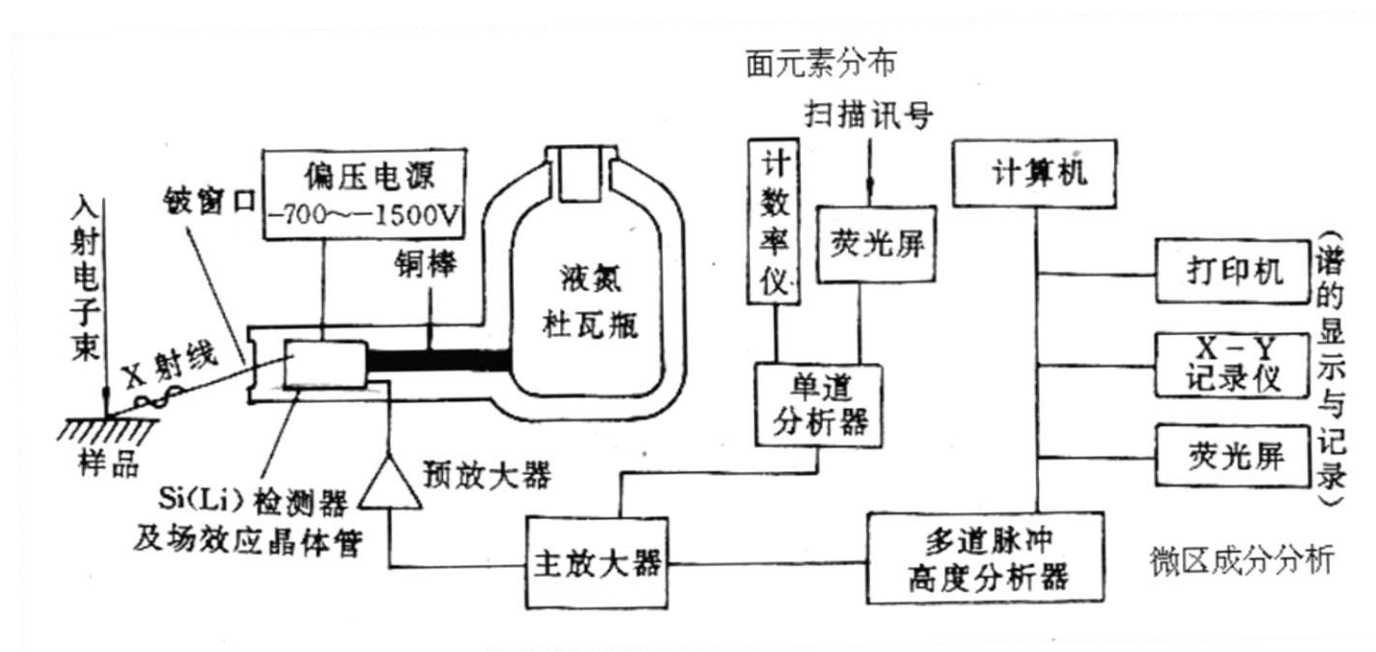 面元素分布
扫描讯号
计数率仪
荧光屏
计算机
偏压电源
-700～-1500V
铍窗口
入射电子束
铜棒
液氮
杜瓦瓶
X射线
样品
Si(Li)检测器
及场效应晶体管
预放大器
单道
分析器
主放大器
多道脉冲
高度分析器
打印机
X-Y
记录仪
荧光屏
(谱的显示与记录)
微区成分分析